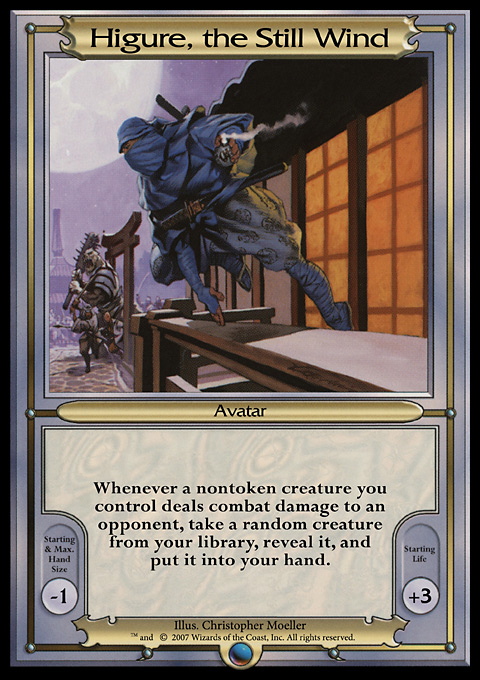 Higure, the Still Wind
Avatar
Whenever a nontoken creature you
control deals combat damage to an
opponent, take a random creature
from your library, reveal it, and
put it into your hand.
Starting
& Max.
Hand
Size
-1
Starting
Life
+3
Illus. Christopher Moeller
™ and © 2007 Wizards of the Coast, Inc. All rights reserved.